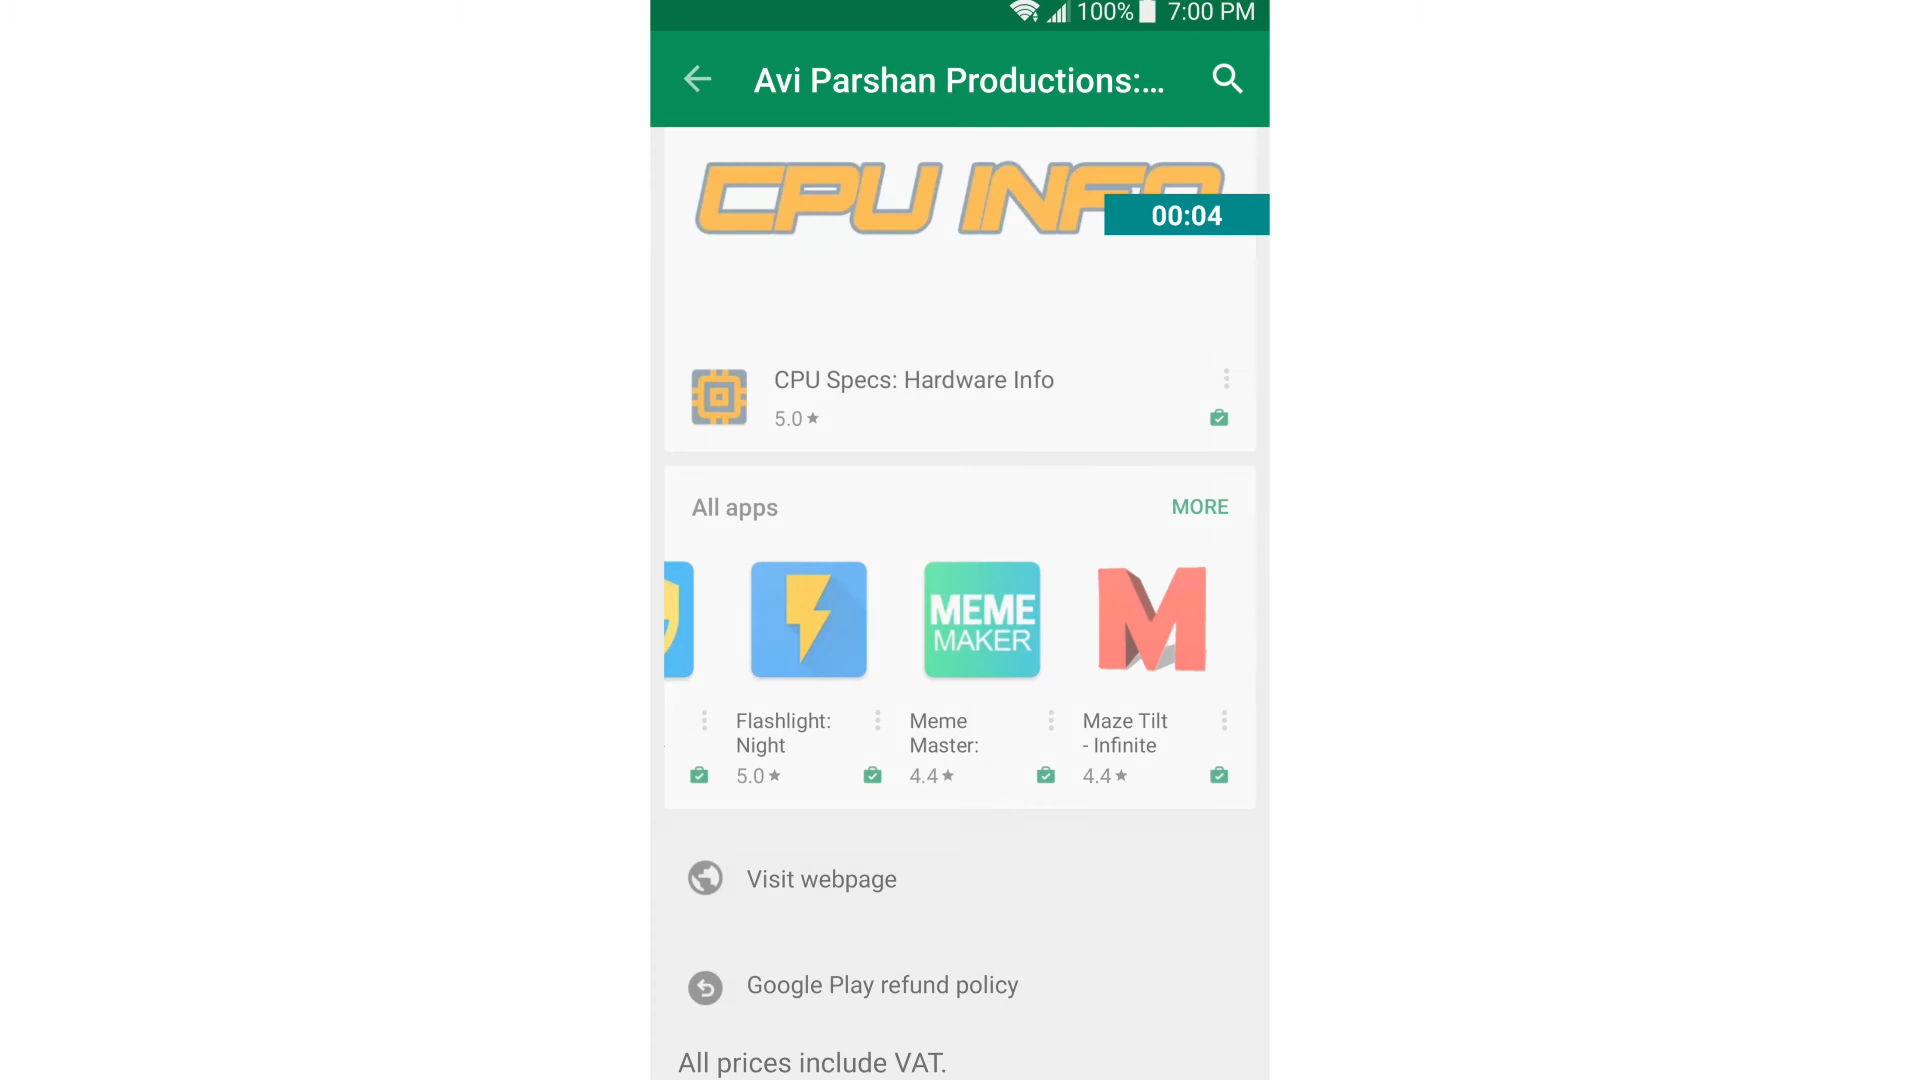 100% 7:00 PM
Avi Parshan Productions:...
CPU INFO
00:04
CPU Specs: Hardware Info
5.0★
All apps MORE
MEME
MAKER
Flashlight:
Night
5.0★
Meme
Master:
4.4★
Maze Tilt
- Infinite
4.4★
Visit webpage
Google Play refund policy
All prices include VAT.